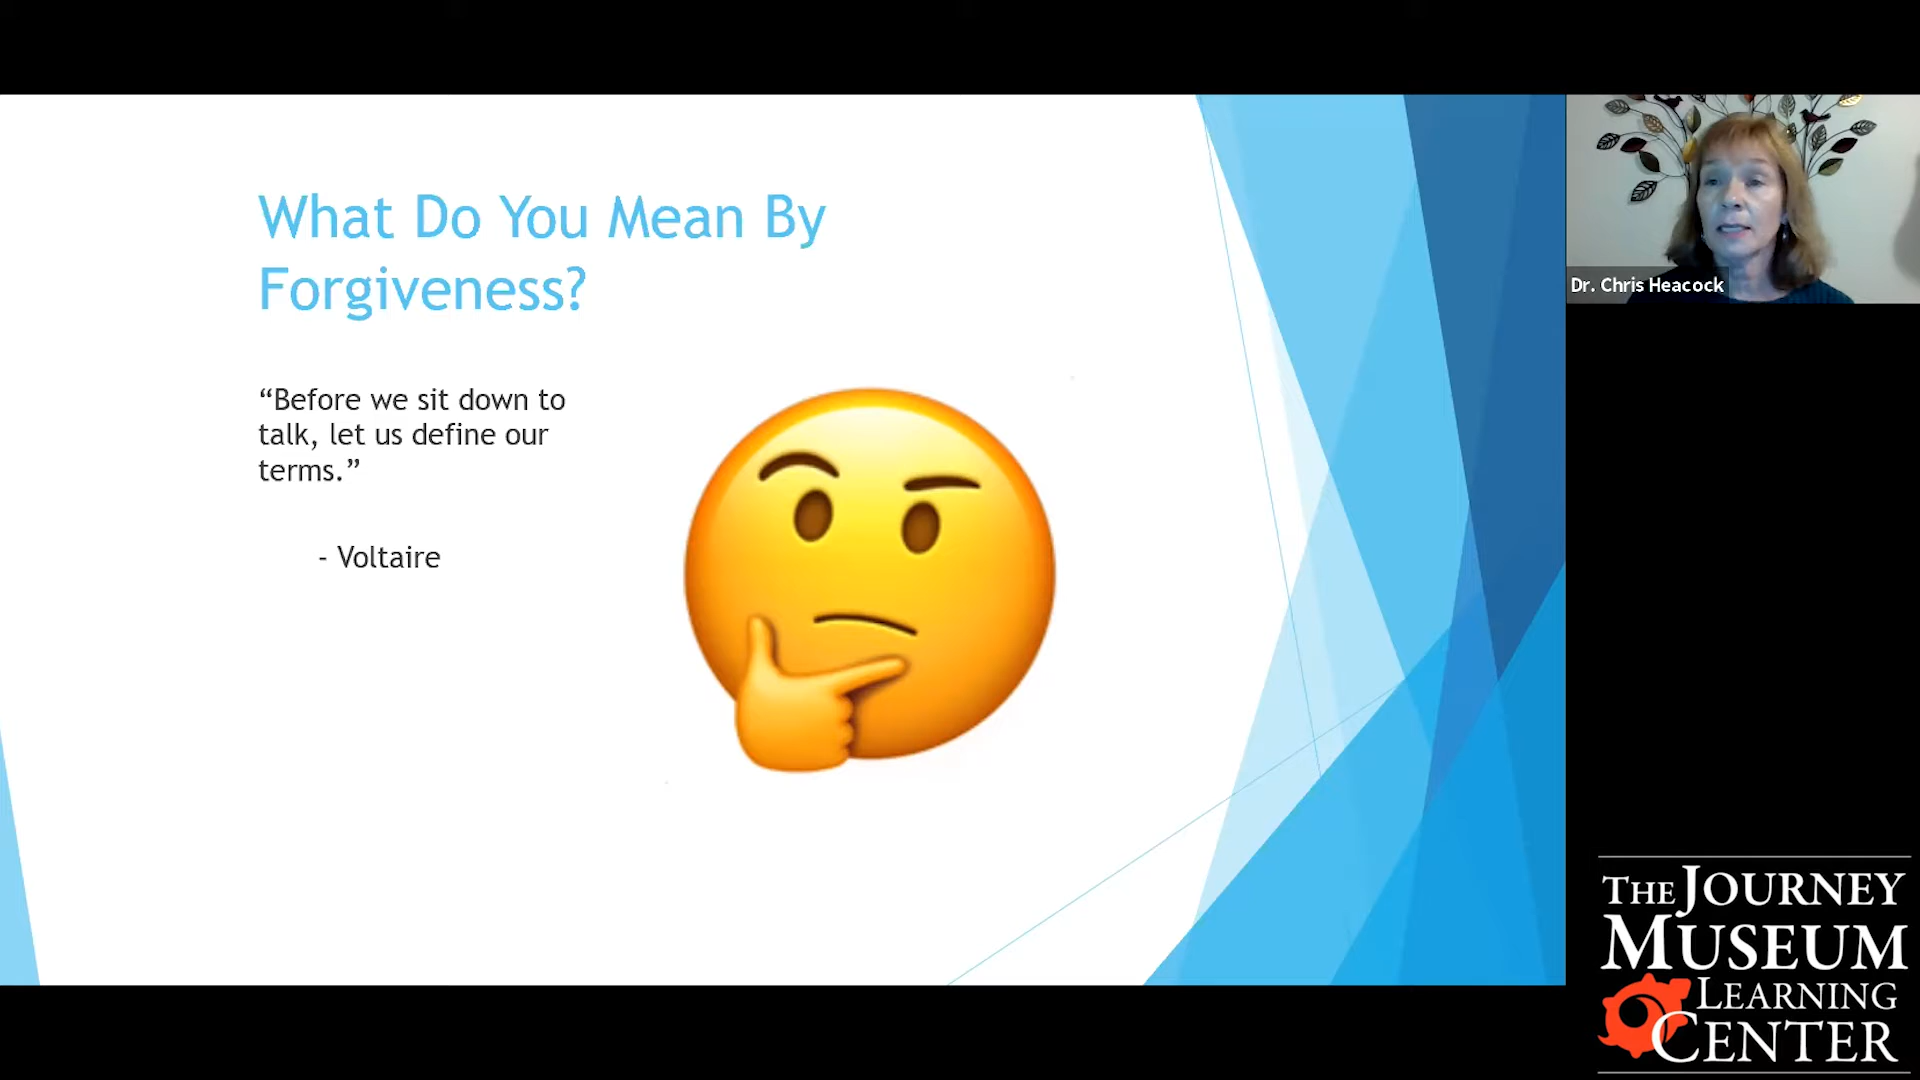 What Do You Mean By
Forgiveness?
“Before we sit down to
talk, let us define our
terms.”
- Voltaire
Dr. Chris Heacock
THE JOURNEY
MUSEUM
LEARNING
CENTER